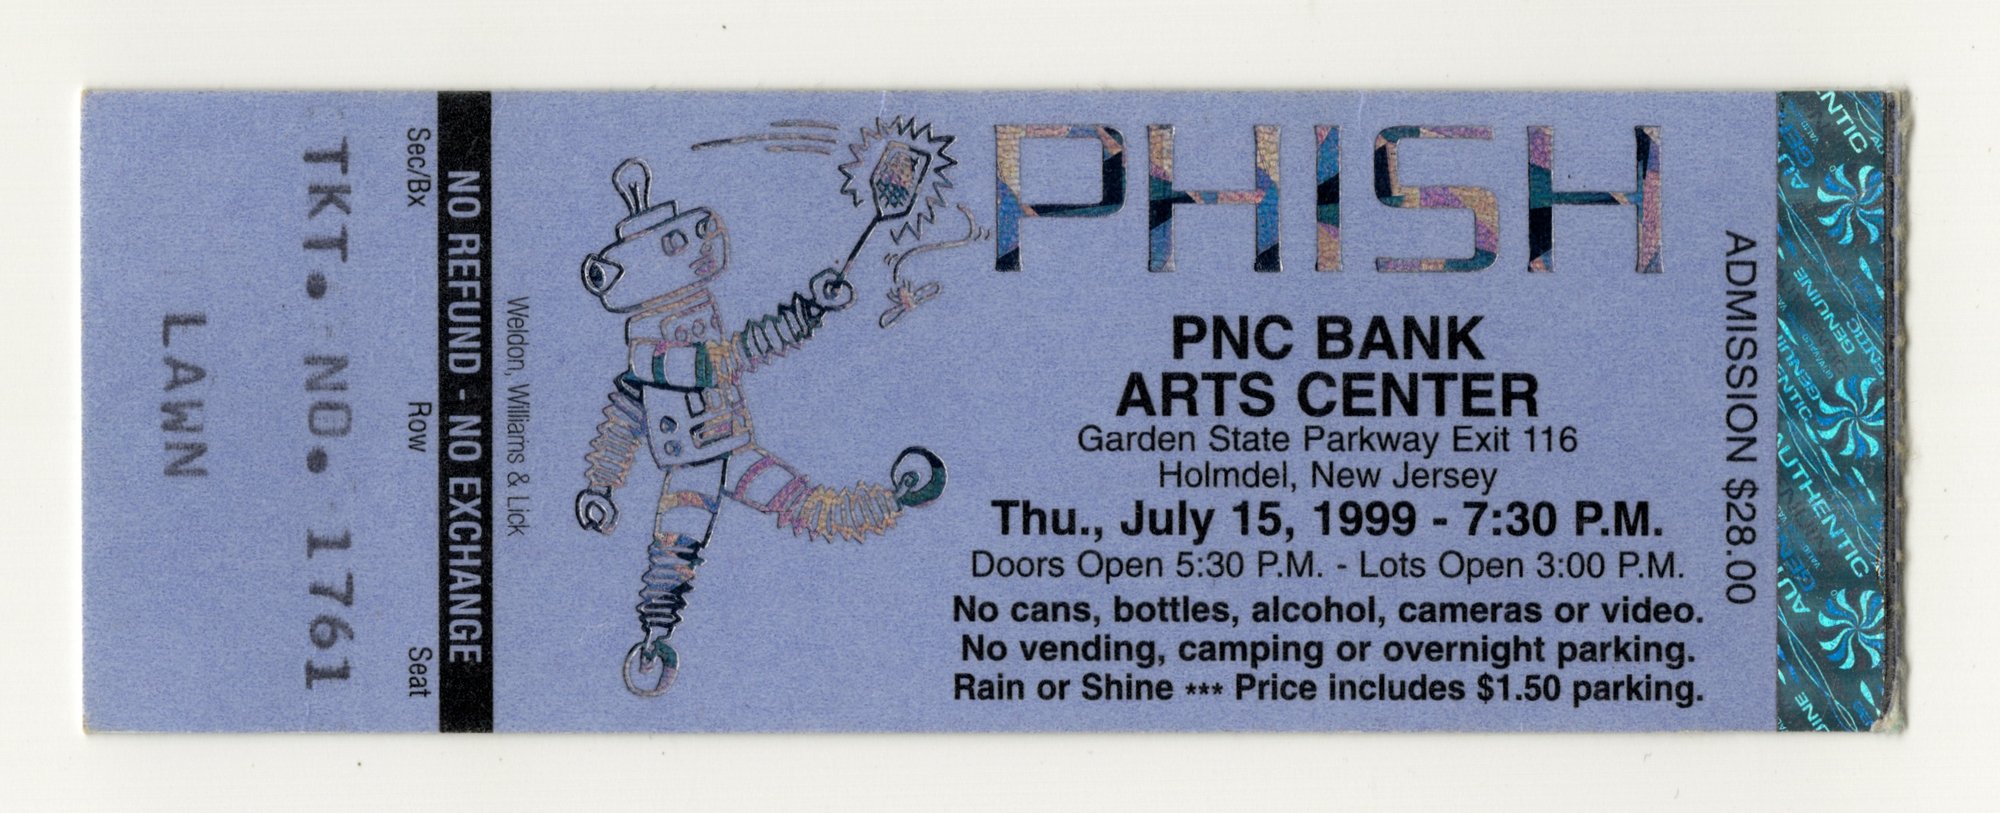 TKT. NO. 1761
LAWN
Sec/Bx Row Seat
NO REFUND - NO EXCHANGE
Weldon, Williams & Lick
PHISH
PNC BANK
ARTS CENTER
Garden State Parkway Exit 116
Holmdel, New Jersey
Thu., July 15, 1999 - 7:30 P.M.
Doors Open 5:30 P.M. - Lots Open 3:00 P.M.
No cans, bottles, alcohol, cameras or video.
No vending, camping or overnight parking.
Rain or Shine *** Price includes $1.50 parking.
ADMISSION $28.00
GENUINE
AUTHENTIC